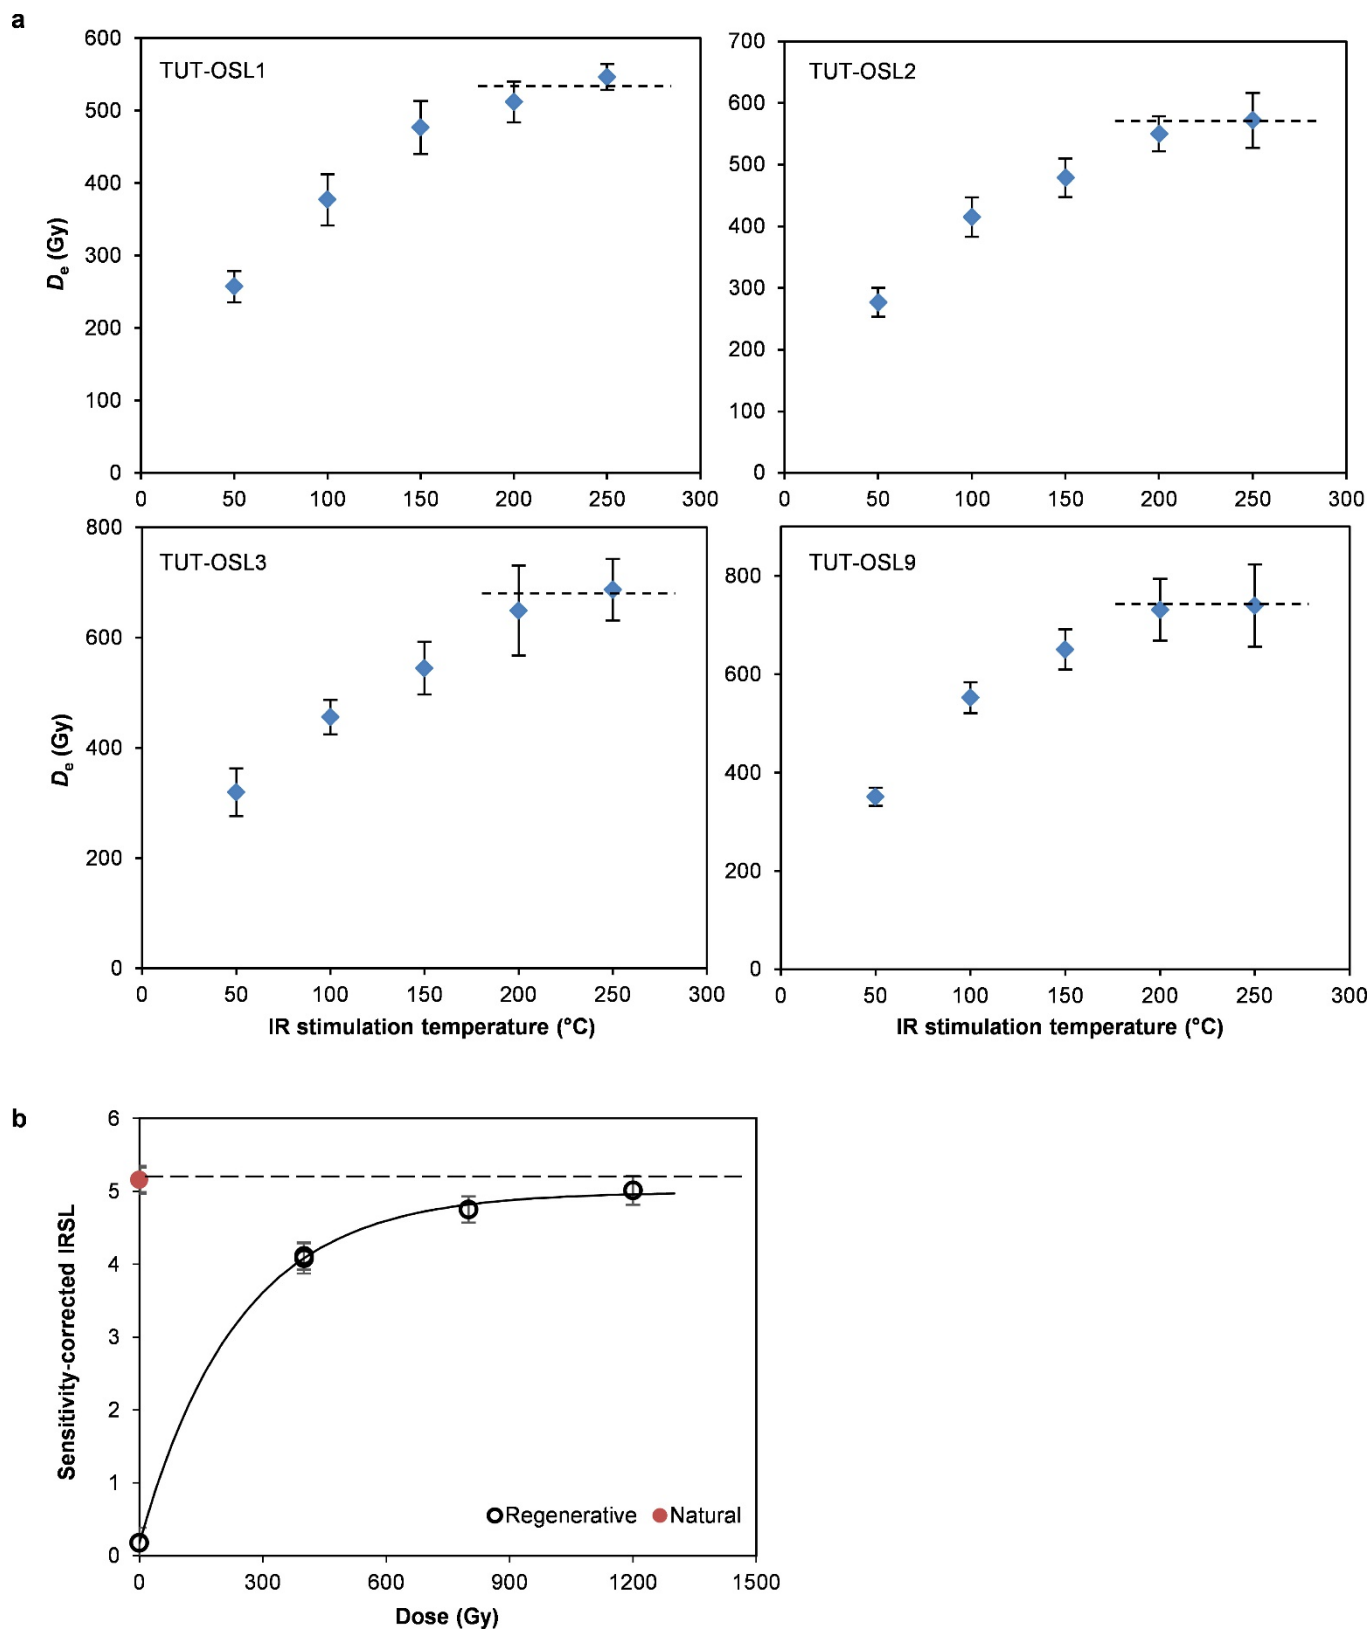 a
TUT-OSL1
600
500
400
300
200
100
0
0 50 100 150 200 250 300
De (Gy)
TUT-OSL2
700
600
500
400
300
200
100
0
0 50 100 150 200 250 300
TUT-OSL3
800
600
400
200
0
0 50 100 150 200 250 300
De (Gy)
IR stimulation temperature (°C)
TUT-OSL9
800
600
400
200
0
0 50 100 150 200 250 300
IR stimulation temperature (°C)
b
6
5
4
3
2
1
0
Sensitivity-corrected IRSL
Regenerative Natural
0 300 600 900 1200 1500
Dose (Gy)